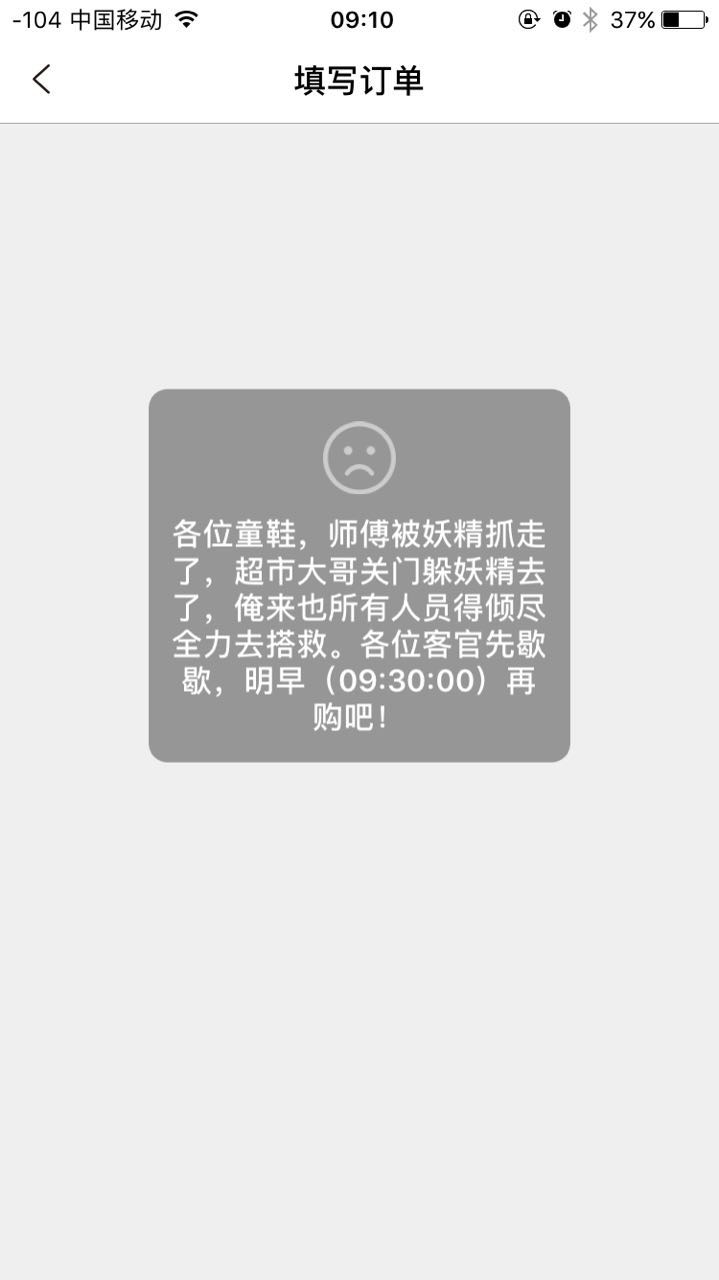 -104 中国移动 09:10 37%
填写订单
各位童鞋，师傅被妖精抓走
了，超市大哥关门躲妖精去
了，俺来也所有人员得倾尽
全力去搭救。各位客官先歇
歇，明早（09:30:00）再
购吧！